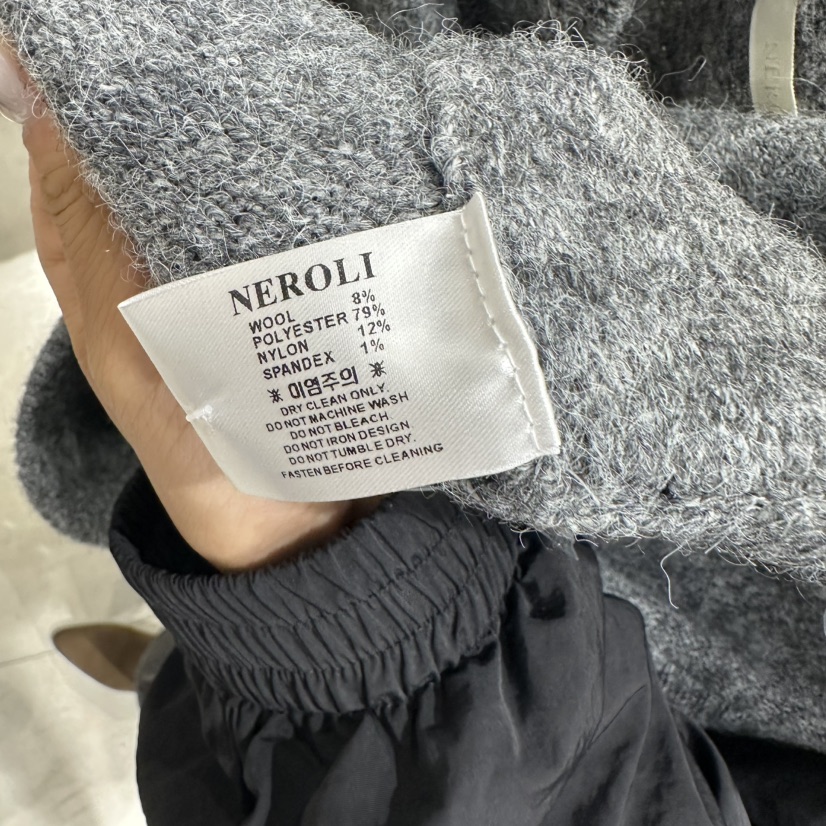 NEROLI
WOOL 8%
POLYESTER 79%
NYLON 12%
SPANDEX 1%
※ 이염주의 ※
DRY CLEAN ONLY.
DO NOT MACHINE WASH
DO NOT BLEACH
DO NOT IRON DESIGN
DO NOT TUMBLE DRY.
FASTEN BEFORE CLEANING